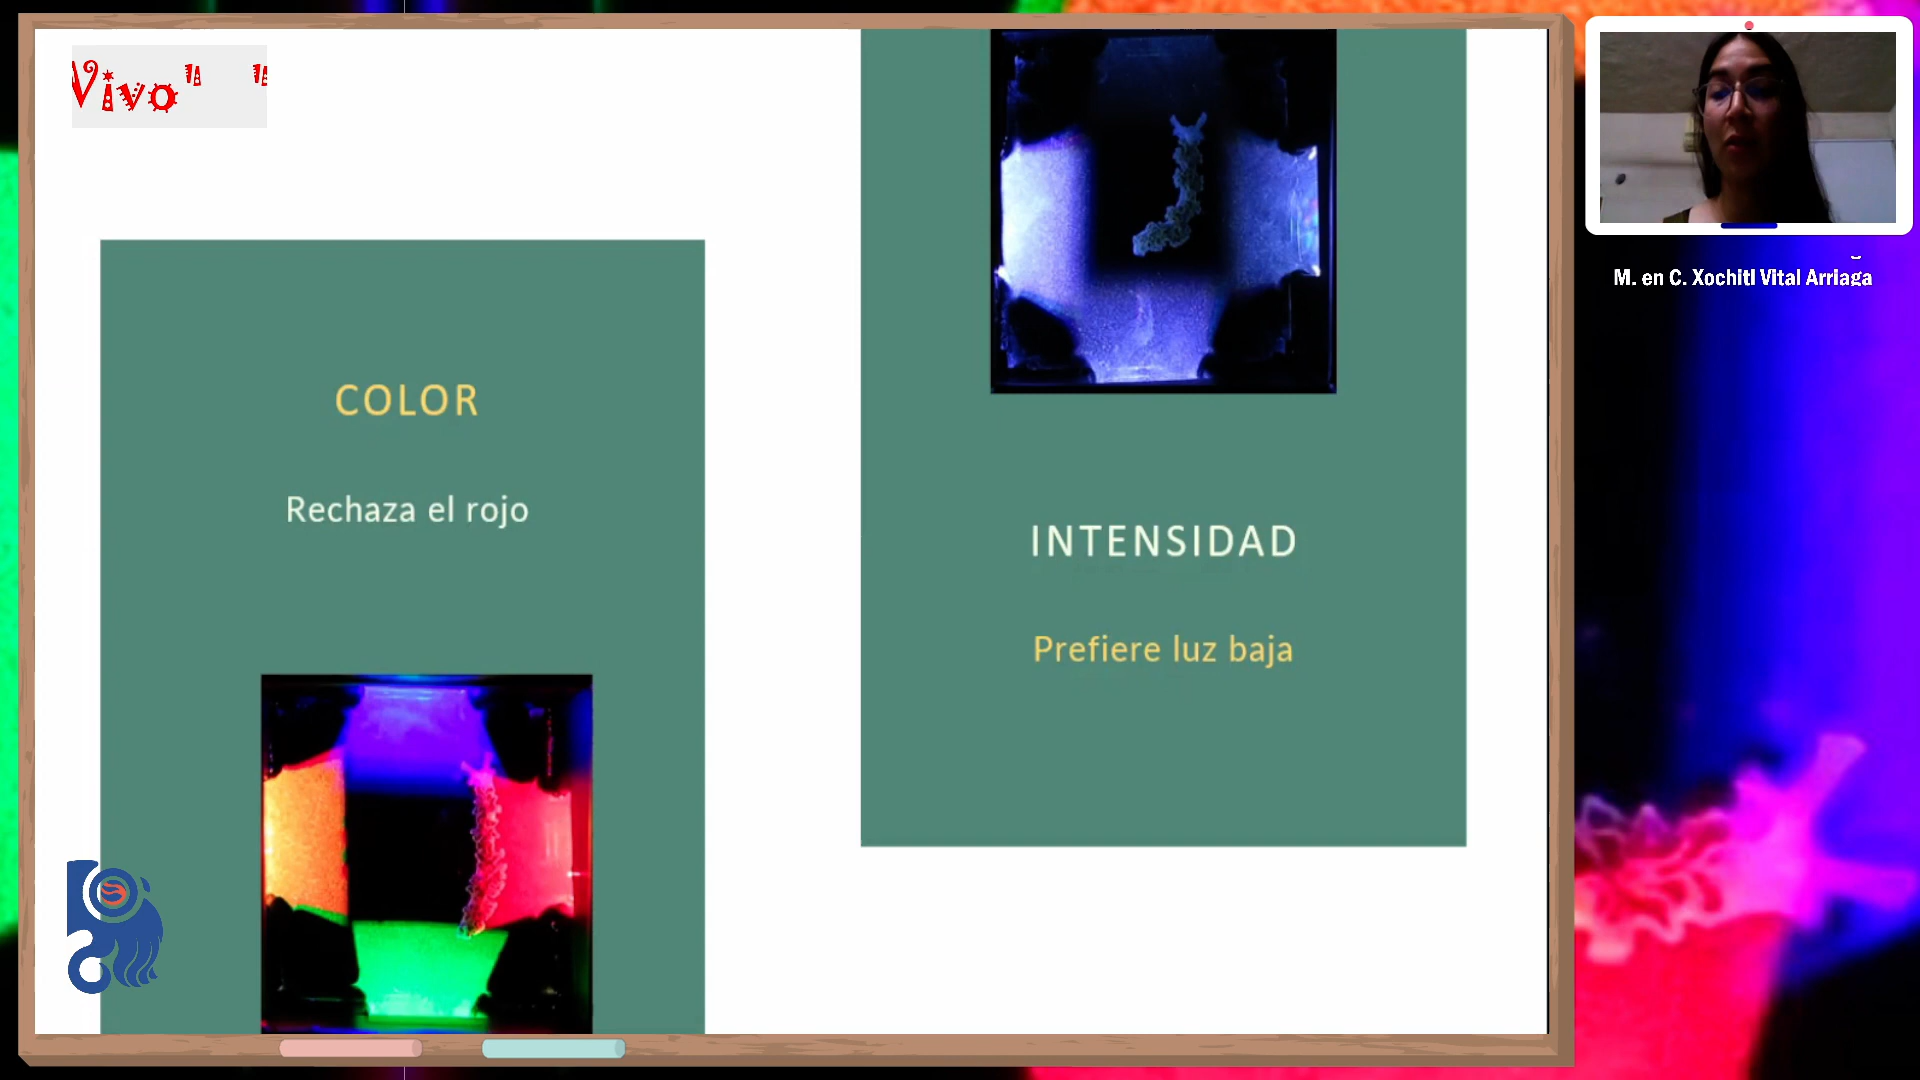 Vivo" "
COLOR
Rechaza el rojo
INTENSIDAD
Prefiere luz baja
M. en C. Xochitl Vital Arriaga